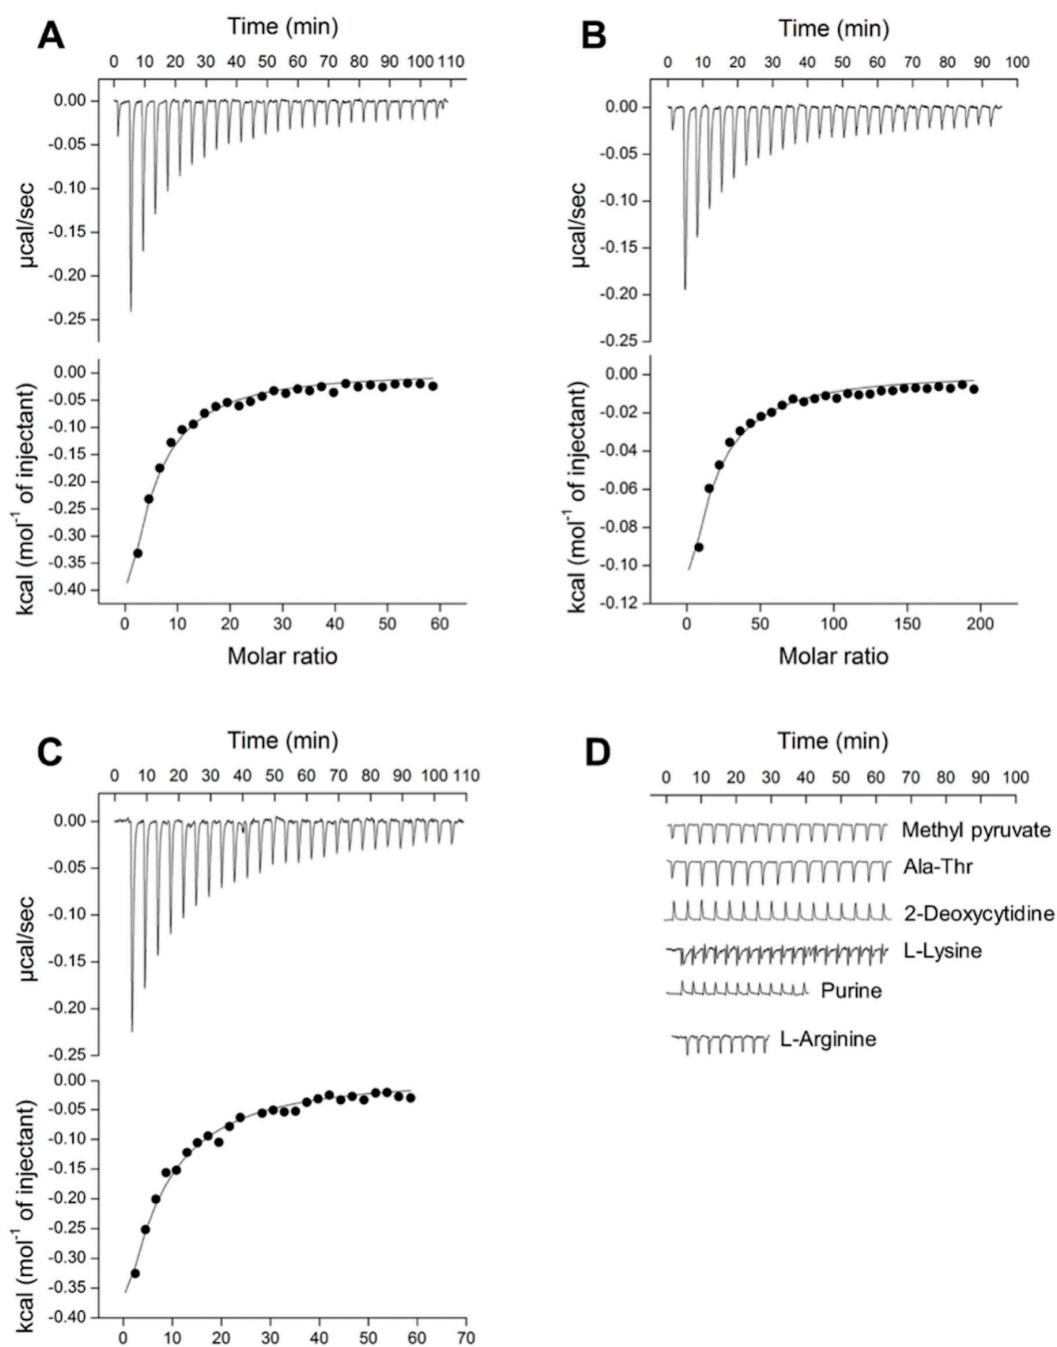 A
Time (min)
0 10 20 30 40 50 60 70 80 90 100 110
0.00
-0.05
-0.10
-0.15
-0.20
-0.25
µcal/sec
0.00
-0.05
-0.10
-0.15
-0.20
-0.25
-0.30
-0.35
-0.40
kcal (mol-1 of injectant)
0 10 20 30 40 50 60
Molar ratio
B
Time (min)
0 10 20 30 40 50 60 70 80 90 100
0.00
-0.05
-0.10
-0.15
-0.20
-0.25
µcal/sec
0.00
-0.02
-0.04
-0.06
-0.08
-0.10
-0.12
kcal (mol-1 of injectant)
0 50 100 150 200
Molar ratio
C
Time (min)
0 10 20 30 40 50 60 70 80 90 100 110
0.00
-0.05
-0.10
-0.15
-0.20
-0.25
µcal/sec
0.00
-0.05
-0.10
-0.15
-0.20
-0.25
-0.30
-0.35
-0.40
kcal (mol-1 of injectant)
0 10 20 30 40 50 60 70
D
Time (min)
0 10 20 30 40 50 60 70 80 90 100
Methyl pyruvate
Ala-Thr
2-Deoxycytidine
L-Lysine
Purine
L-Arginine